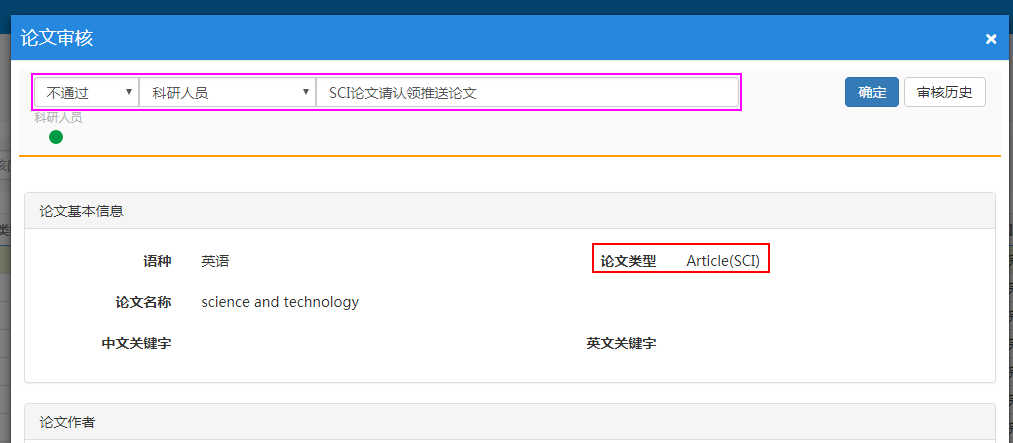 论文审核 ×
不通过 科研人员 SCI论文请认领推送论文 确定 审核历史
科研人员
论文基本信息
语种 英语 论文类型 Article(SCI)
论文名称 science and technology
中文关键字 英文关键字
论文作者